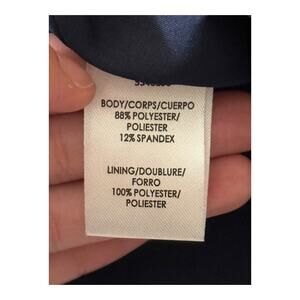 BODY/CORPS/CUERPO
88% POLYESTER/
POLIESTER
12% SPANDEX
LINING/DOUBLURE/
FORRO
100% POLYESTER/
POLIESTER